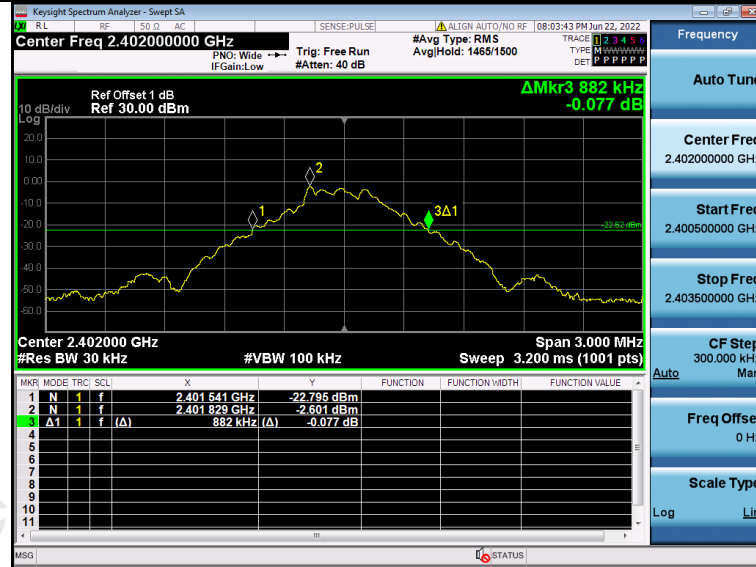 Keysight Spectrum Analyzer - Swept SA
RL RF 50 Ω AC SENSE:PULSE ALIGN AUTO/NO RF 08:03:43 PM Jun 22, 2022
Center Freq 2.402000000 GHz
PNO: Wide
IFGain:Low
Trig: Free Run
#Atten: 40 dB
#Avg Type: RMS
Avg|Hold: 1465/1500
TRACE 1 2 3 4 5 6
TYPE M WWWWW
DET P P P P P P
10 dB/div
Log
Ref Offset 1 dB
Ref 30.00 dBm
ΔMkr3 882 kHz
-0.077 dB
20.0
10.0
0.00
-10.0
-20.0
-30.0
-40.0
-50.0
-60.0
1
2
3Δ1
-22.62 dBm
Center 2.402000 GHz Span 3.000 MHz
#Res BW 30 kHz #VBW 100 kHz Sweep 3.200 ms (1001 pts)
MKR MODE TRC SCL X Y FUNCTION FUNCTION WIDTH FUNCTION VALUE
1 N 1 f 2.401 541 GHz -22.795 dBm
2 N 1 f 2.401 829 GHz -2.601 dBm
3 Δ1 1 f (Δ) 882 kHz (Δ) -0.077 dB
4
5
6
7
8
9
10
11
MSG STATUS
Frequency
Auto Tune
Center Freq
2.402000000 GHz
Start Freq
2.400500000 GHz
Stop Freq
2.403500000 GHz
CF Step
300.000 kHz
Auto Man
Freq Offset
0 Hz
Scale Type
Log Lin